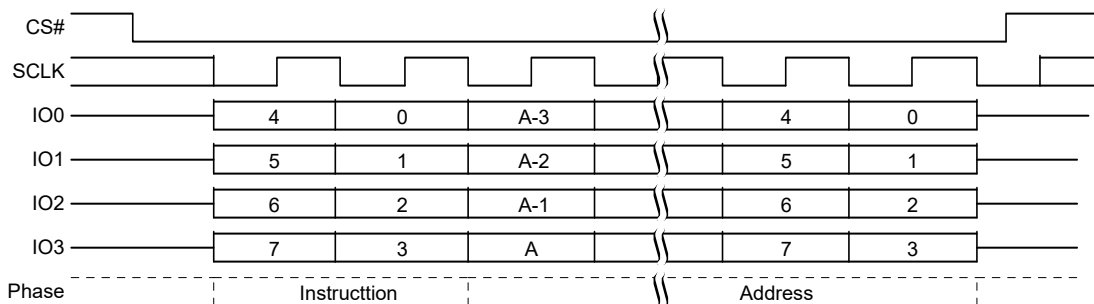 CS#
SCLK
IO0 4 0 A-3 4 0
IO1 5 1 A-2 5 1
IO2 6 2 A-1 6 2
IO3 7 3 A 7 3
Phase Instructtion Address